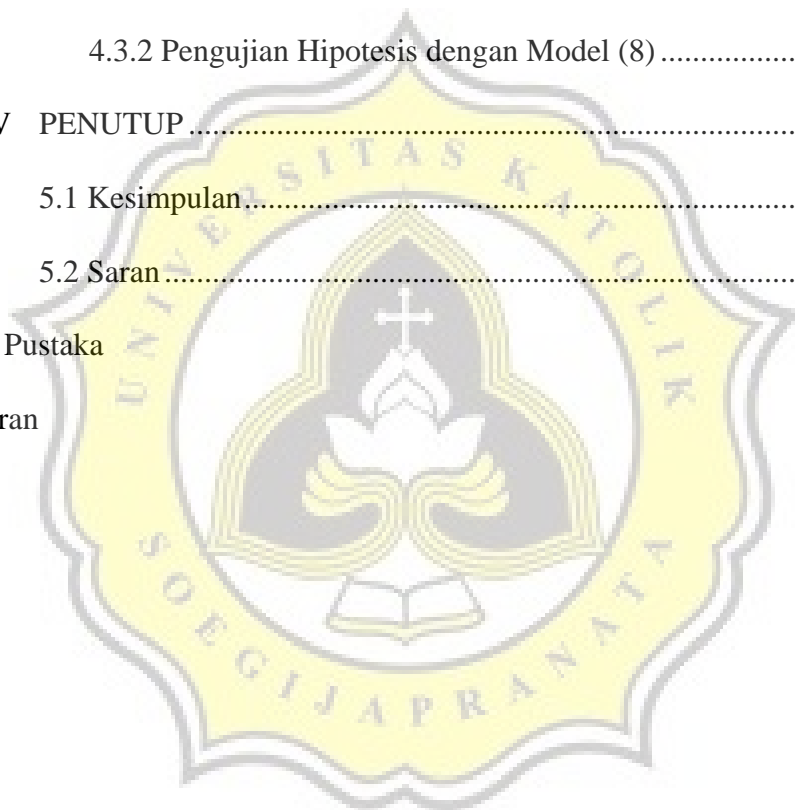 4.3.2 Pengujian Hipotesis dengan Model (8) .................
V PENUTUP ...........................................................................
5.1 Kesimpulan ....................................................................
5.2 Saran ..............................................................................
Pustaka
ran
UNIVERSITAS KATOLIK
SOEGIJAPRANATA